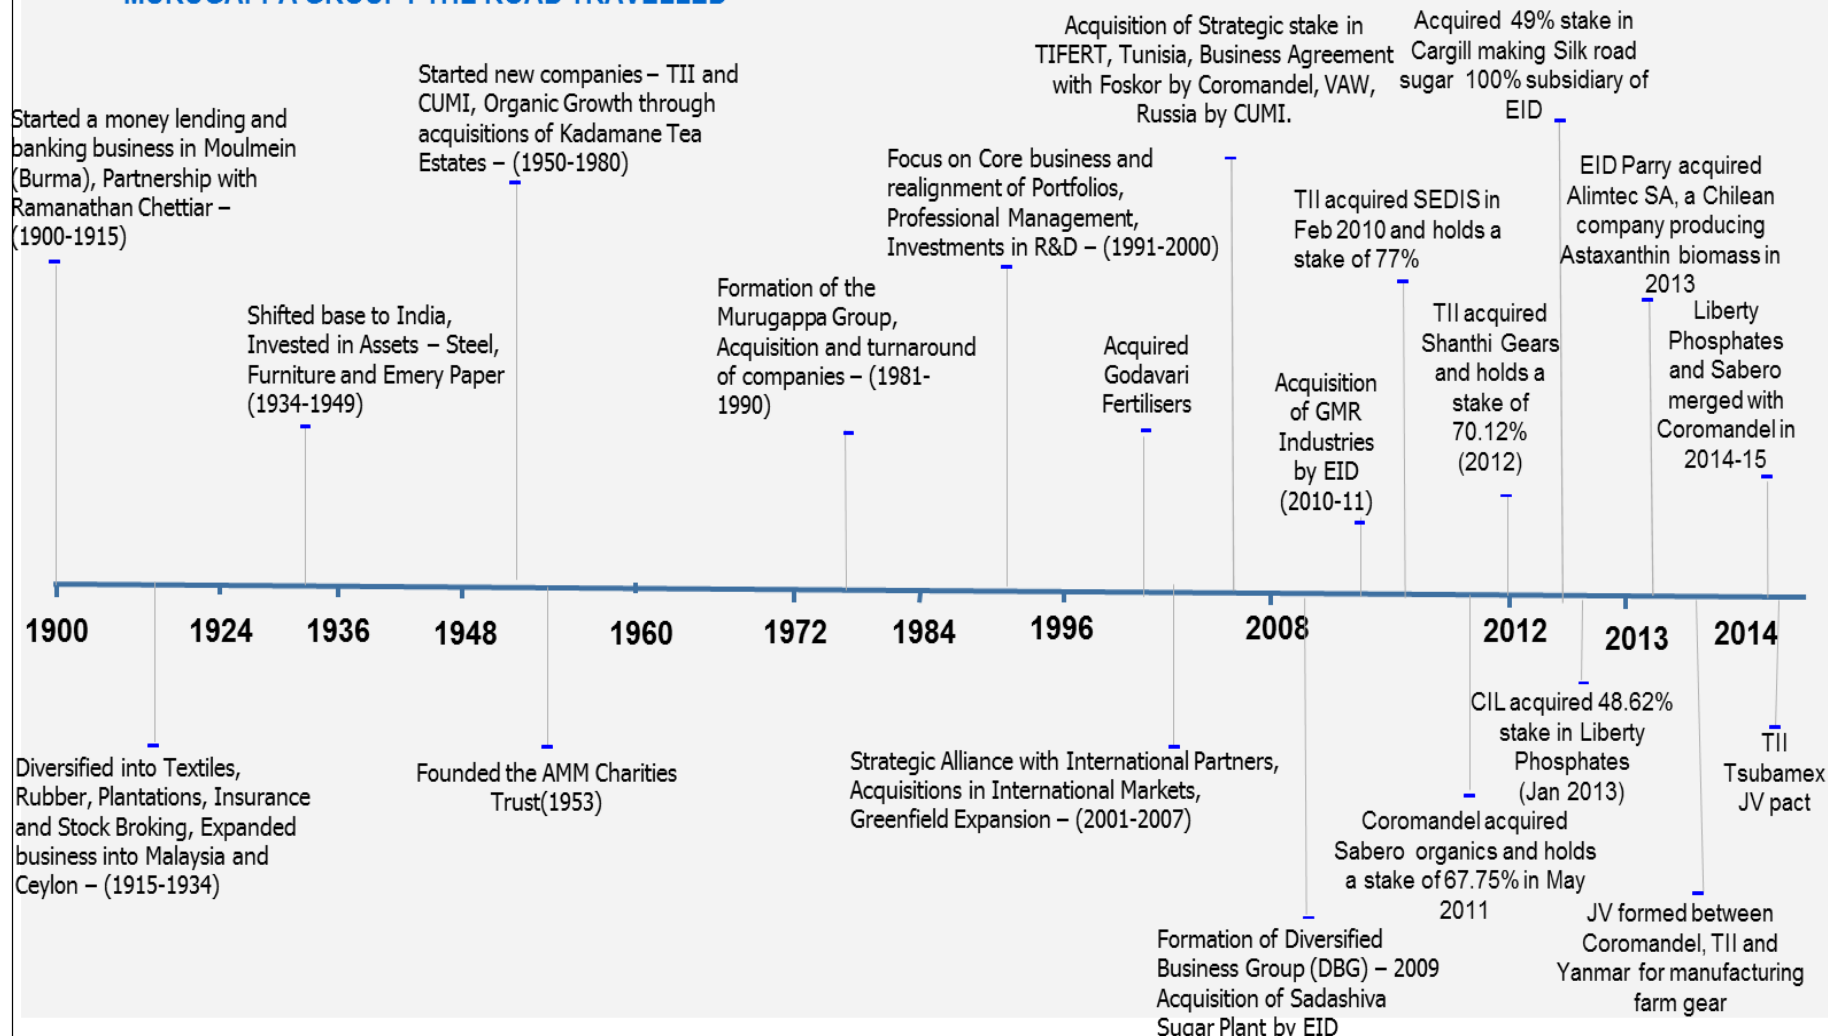 MURUGAPPA GROUP : THE ROAD TRAVELLED
Started a money lending and
banking business in Moulmein
(Burma), Partnership with
Ramanathan Chettiar –
(1900-1915)
Shifted base to India,
Invested in Assets – Steel,
Furniture and Emery Paper
(1934-1949)
Started new companies – TII and
CUMI, Organic Growth through
acquisitions of Kadamane Tea
Estates – (1950-1980)
Formation of the
Murugappa Group,
Acquisition and turnaround
of companies – (1981-
1990)
Focus on Core business and
realignment of Portfolios,
Professional Management,
Investments in R&D – (1991-2000)
Acquired
Godavari
Fertilisers
Acquisition of Strategic stake in
TIFERT, Tunisia, Business Agreement
with Foskor by Coromandel, VAW,
Russia by CUMI.
Acquisition
of GMR
Industries
by EID
(2010-11)
TII acquired SEDIS in
Feb 2010 and holds a
stake of 77%
TII acquired
Shanthi Gears
and holds a
stake of
70.12%
(2012)
Acquired 49% stake in
Cargill making Silk road
sugar 100% subsidiary of
EID
EID Parry acquired
Alimtec SA, a Chilean
company producing
Astaxanthin biomass in
2013
Liberty
Phosphates
and Sabero
merged with
Coromandel in
2014-15
1900 1924 1936 1948 1960 1972 1984 1996 2008 2012 2013 2014
Diversified into Textiles,
Rubber, Plantations, Insurance
and Stock Broking, Expanded
business into Malaysia and
Ceylon – (1915-1934)
Founded the AMM Charities
Trust(1953)
Strategic Alliance with International Partners,
Acquisitions in International Markets,
Greenfield Expansion – (2001-2007)
Formation of Diversified
Business Group (DBG) – 2009
Acquisition of Sadashiva
Sugar Plant by EID
Coromandel acquired
Sabero organics and holds
a stake of 67.75% in May
2011
CIL acquired 48.62%
stake in Liberty
Phosphates
(Jan 2013)
JV formed between
Coromandel, TII and
Yanmar for manufacturing
farm gear
TII
Tsubamex
JV pact